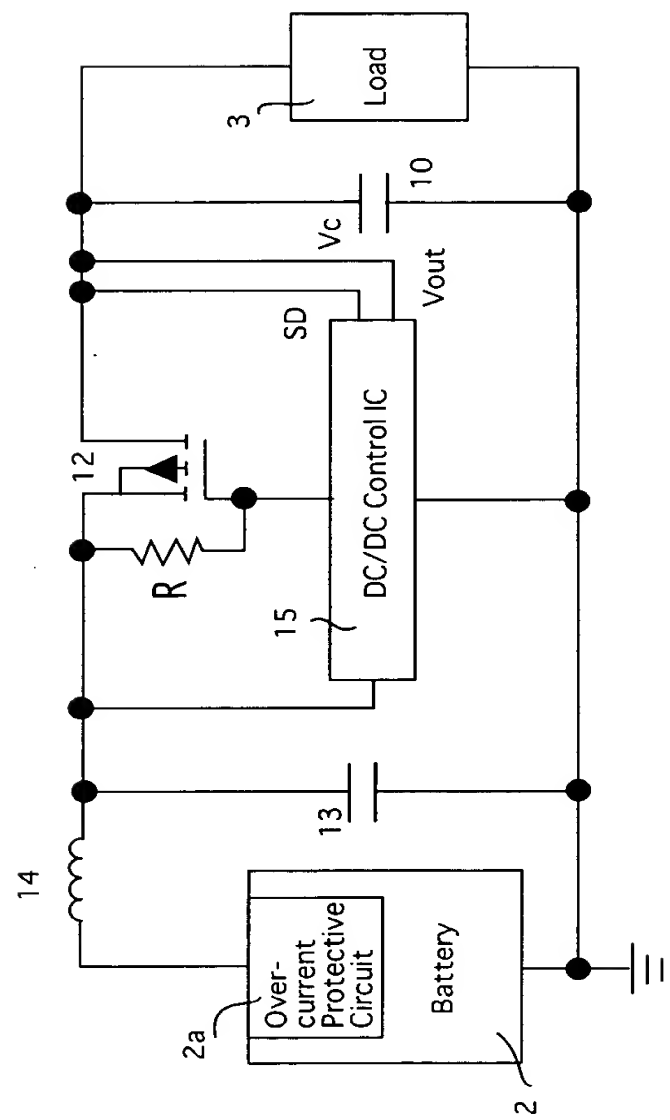 14
12
R
3
Load
Vc
10
SD
Vout
15
DC/DC Control IC
13
2a
Over-
current
Protective
Circuit
Battery
2